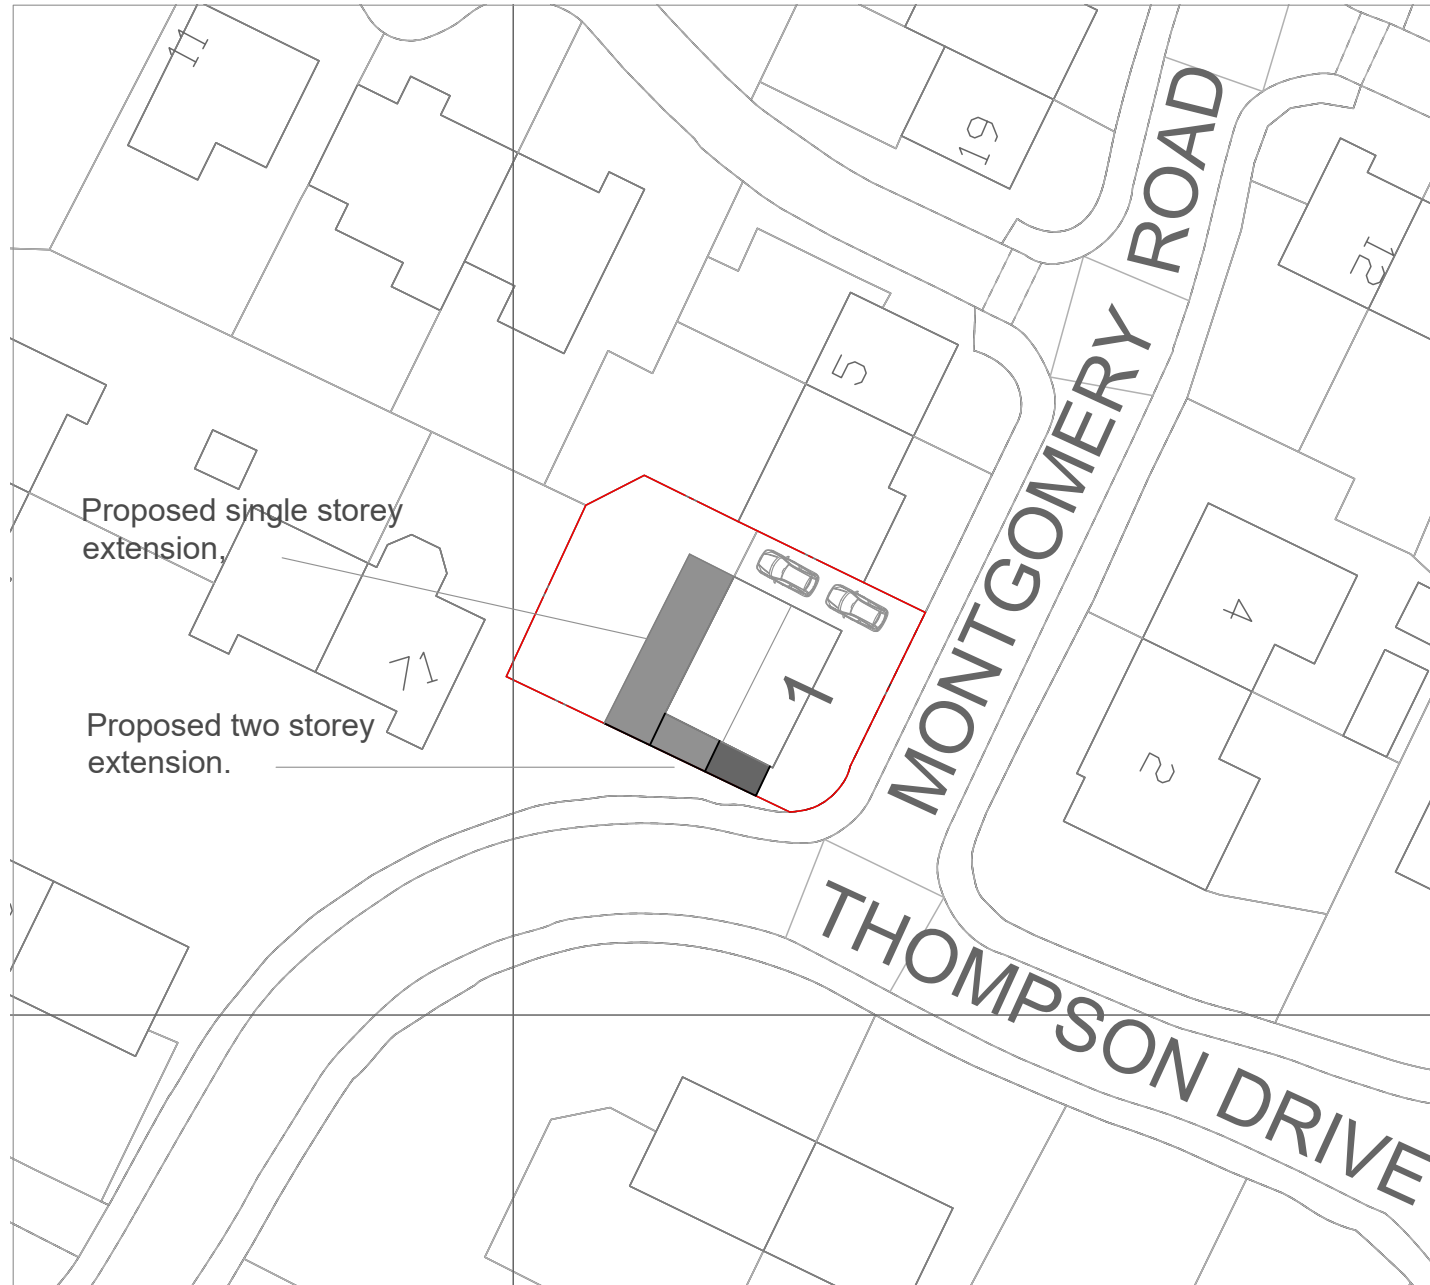 11
19
12
MONTGOMERY ROAD
5
Proposed single storey
extension,
4
71
1
Proposed two storey
extension.
2
THOMPSON DRIVE